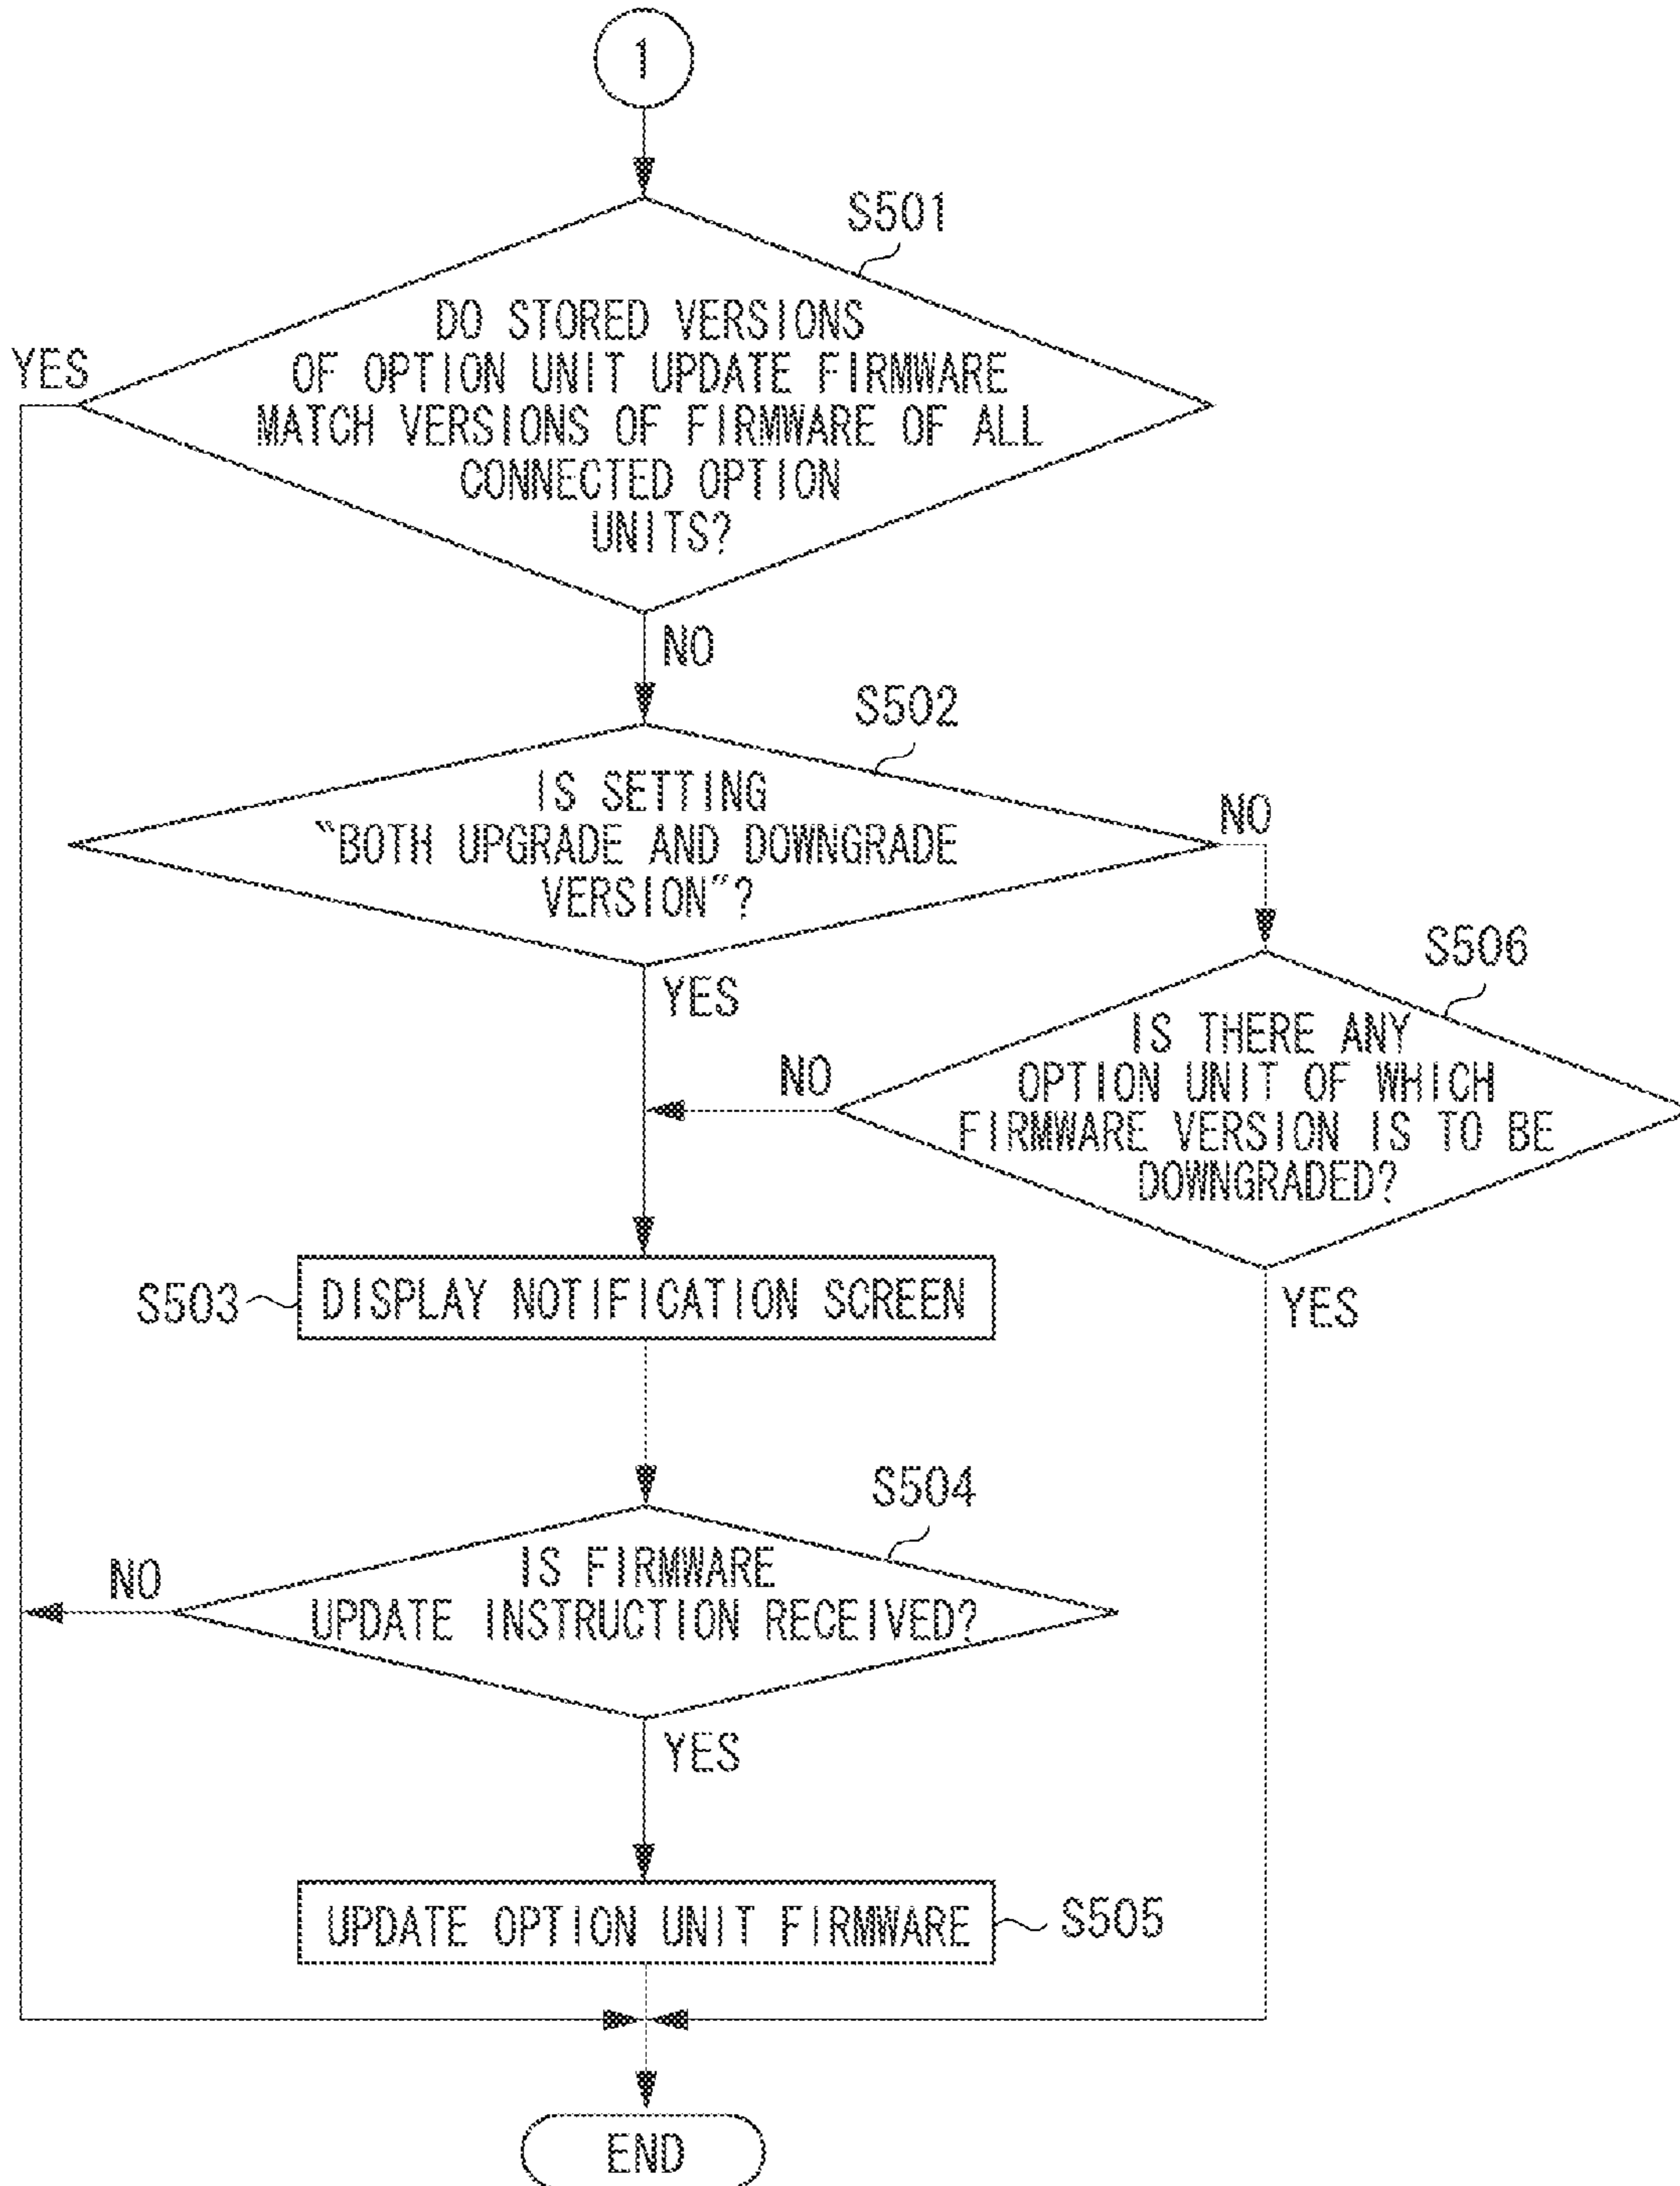 1
S501
DO STORED VERSIONS
OF OPTION UNIT UPDATE FIRMWARE
MATCH VERSIONS OF FIRMWARE OF ALL
CONNECTED OPTION
UNITS?
YES
NO
S502
IS SETTING
“BOTH UPGRADE AND DOWNGRADE
VERSION”?
NO
YES
S506
IS THERE ANY
OPTION UNIT OF WHICH
FIRMWARE VERSION IS TO BE
DOWNGRADED?
NO
YES
S503
DISPLAY NOTIFICATION SCREEN
S504
IS FIRMWARE
UPDATE INSTRUCTION RECEIVED?
NO
YES
UPDATE OPTION UNIT FIRMWARE
S505
END